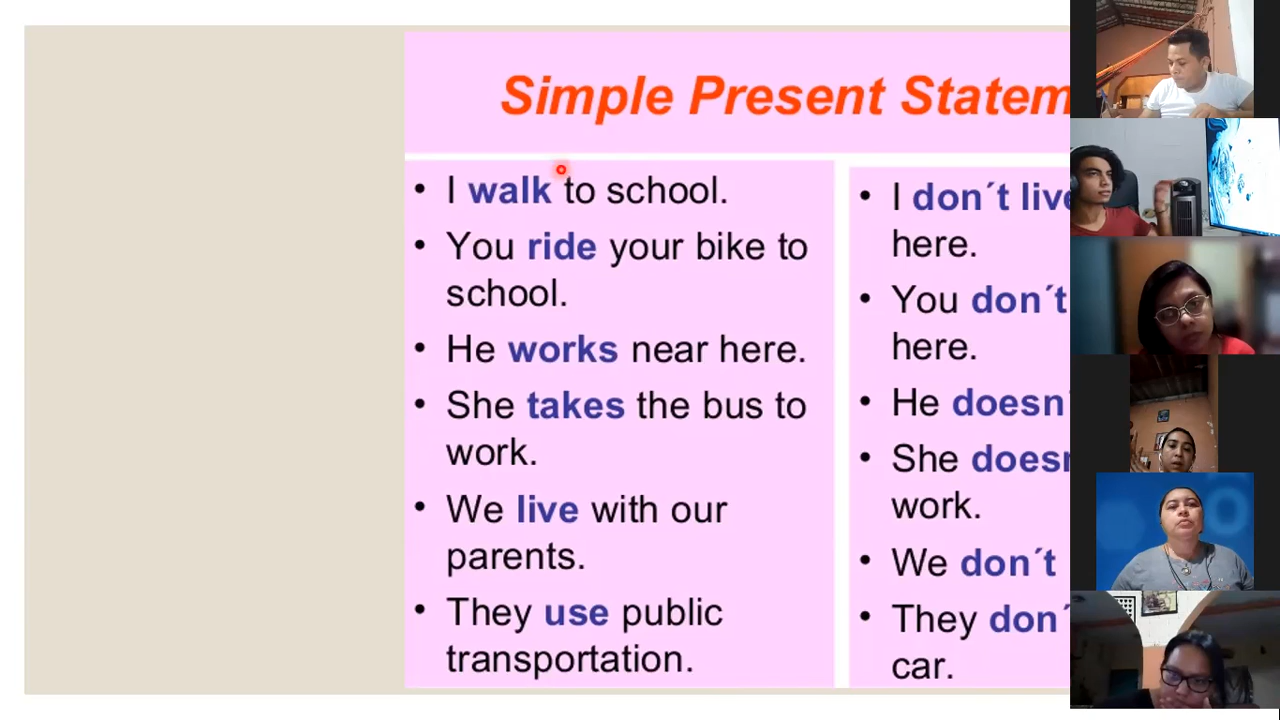 Simple Present Statem
• I walk to school.
• You ride your bike to
school.
• He works near here.
• She takes the bus to
work.
• We live with our
parents.
• They use public
transportation.
• I don´t live
here.
• You don´t
here.
• He doesn´
• She does
work.
• We don´t
• They don´
car.